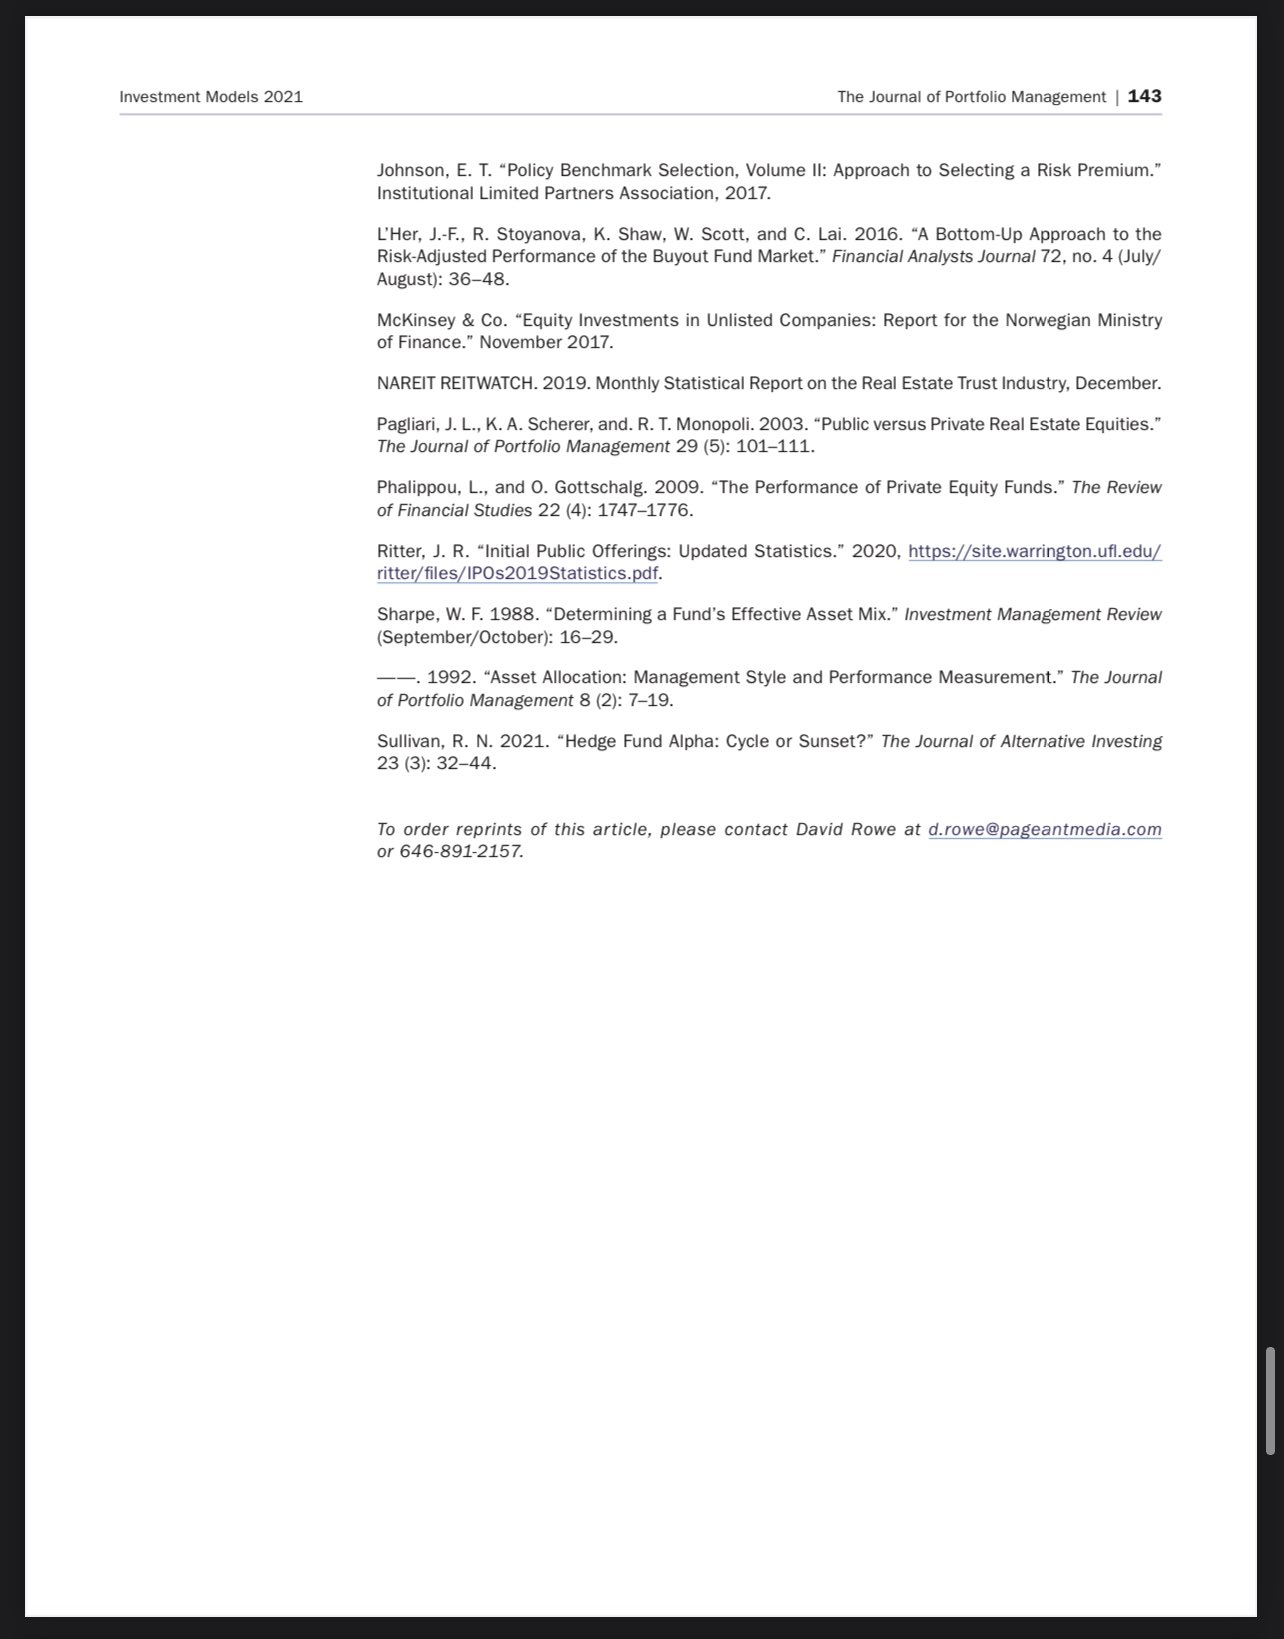 Investment Models 2021
The Journal of Portfolio Management | 143
Johnson, E. T. “Policy Benchmark Selection, Volume II: Approach to Selecting a Risk Premium.”
Institutional Limited Partners Association, 2017.
L’Her, J.-F., R. Stoyanova, K. Shaw, W. Scott, and C. Lai. 2016. “A Bottom-Up Approach to the
Risk-Adjusted Performance of the Buyout Fund Market.” Financial Analysts Journal 72, no. 4 (July/
August): 36–48.
McKinsey & Co. “Equity Investments in Unlisted Companies: Report for the Norwegian Ministry
of Finance.” November 2017.
NAREIT REITWATCH. 2019. Monthly Statistical Report on the Real Estate Trust Industry, December.
Pagliari, J. L., K. A. Scherer, and. R. T. Monopoli. 2003. “Public versus Private Real Estate Equities.”
The Journal of Portfolio Management 29 (5): 101–111.
Phalippou, L., and O. Gottschalg. 2009. “The Performance of Private Equity Funds.” The Review
of Financial Studies 22 (4): 1747–1776.
Ritter, J. R. “Initial Public Offerings: Updated Statistics.” 2020, https://site.warrington.ufl.edu/
ritter/files/IPOs2019Statistics.pdf.
Sharpe, W. F. 1988. “Determining a Fund’s Effective Asset Mix.” Investment Management Review
(September/October): 16–29.
——. 1992. “Asset Allocation: Management Style and Performance Measurement.” The Journal
of Portfolio Management 8 (2): 7–19.
Sullivan, R. N. 2021. “Hedge Fund Alpha: Cycle or Sunset?” The Journal of Alternative Investing
23 (3): 32–44.
To order reprints of this article, please contact David Rowe at d.rowe@pageantmedia.com
or 646-891-2157.